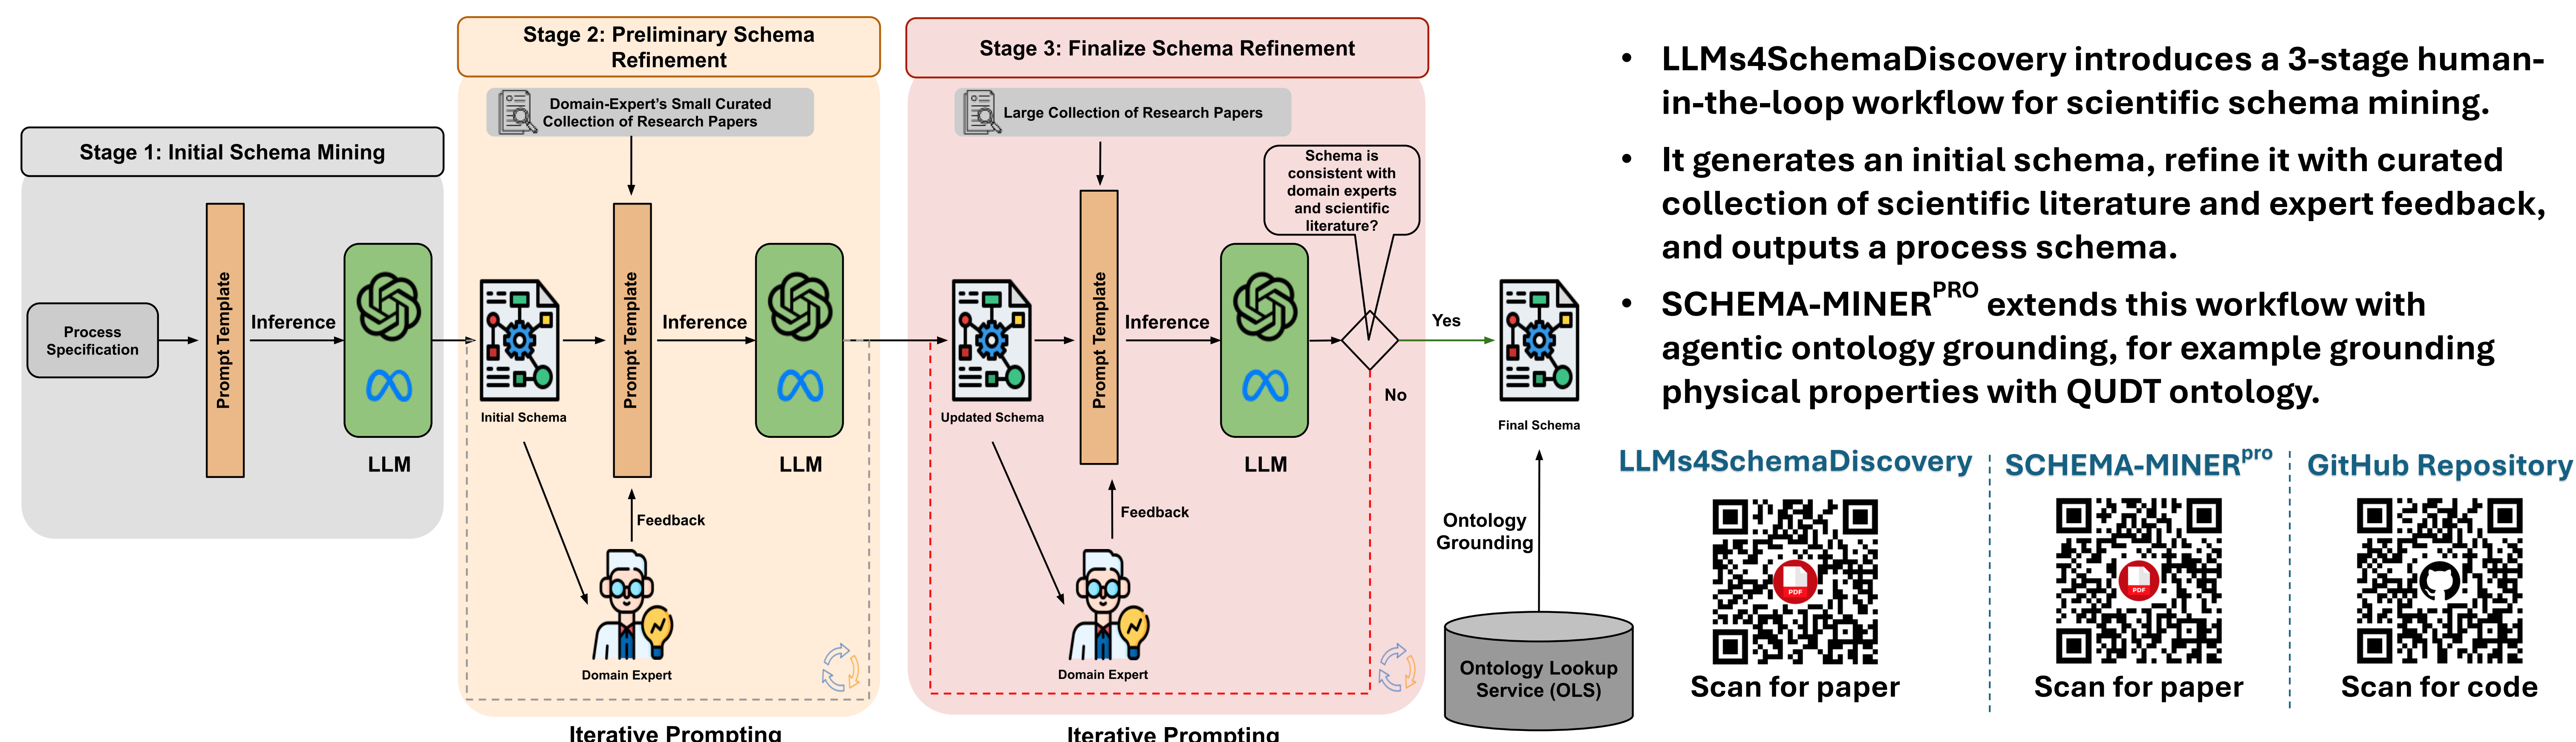 Stage 1: Initial Schema Mining
Process
Specification
Prompt Template
Inference
LLM
Stage 2: Preliminary Schema
Refinement
Domain-Expert's Small Curated
Collection of Research Papers
Initial Schema
Prompt Template
Inference
LLM
Feedback
Domain Expert
Iterative Prompting
Stage 3: Finalize Schema Refinement
Large Collection of Research Papers
Schema is
consistent with
domain experts
and scientific
literature?
Updated Schema
Prompt Template
Inference
LLM
Feedback
Domain Expert
Iterative Prompting
Yes
No
Final Schema
Ontology
Grounding
Ontology Lookup
Service (OLS)
• LLMs4SchemaDiscovery introduces a 3-stage human-
in-the-loop workflow for scientific schema mining.
• It generates an initial schema, refine it with curated
collection of scientific literature and expert feedback,
and outputs a process schema.
• SCHEMA-MINERPRO extends this workflow with
agentic ontology grounding, for example grounding
physical properties with QUDT ontology.
LLMs4SchemaDiscovery
PDF
Scan for paper
SCHEMA-MINERpro
PDF
Scan for paper
GitHub Repository
Scan for code